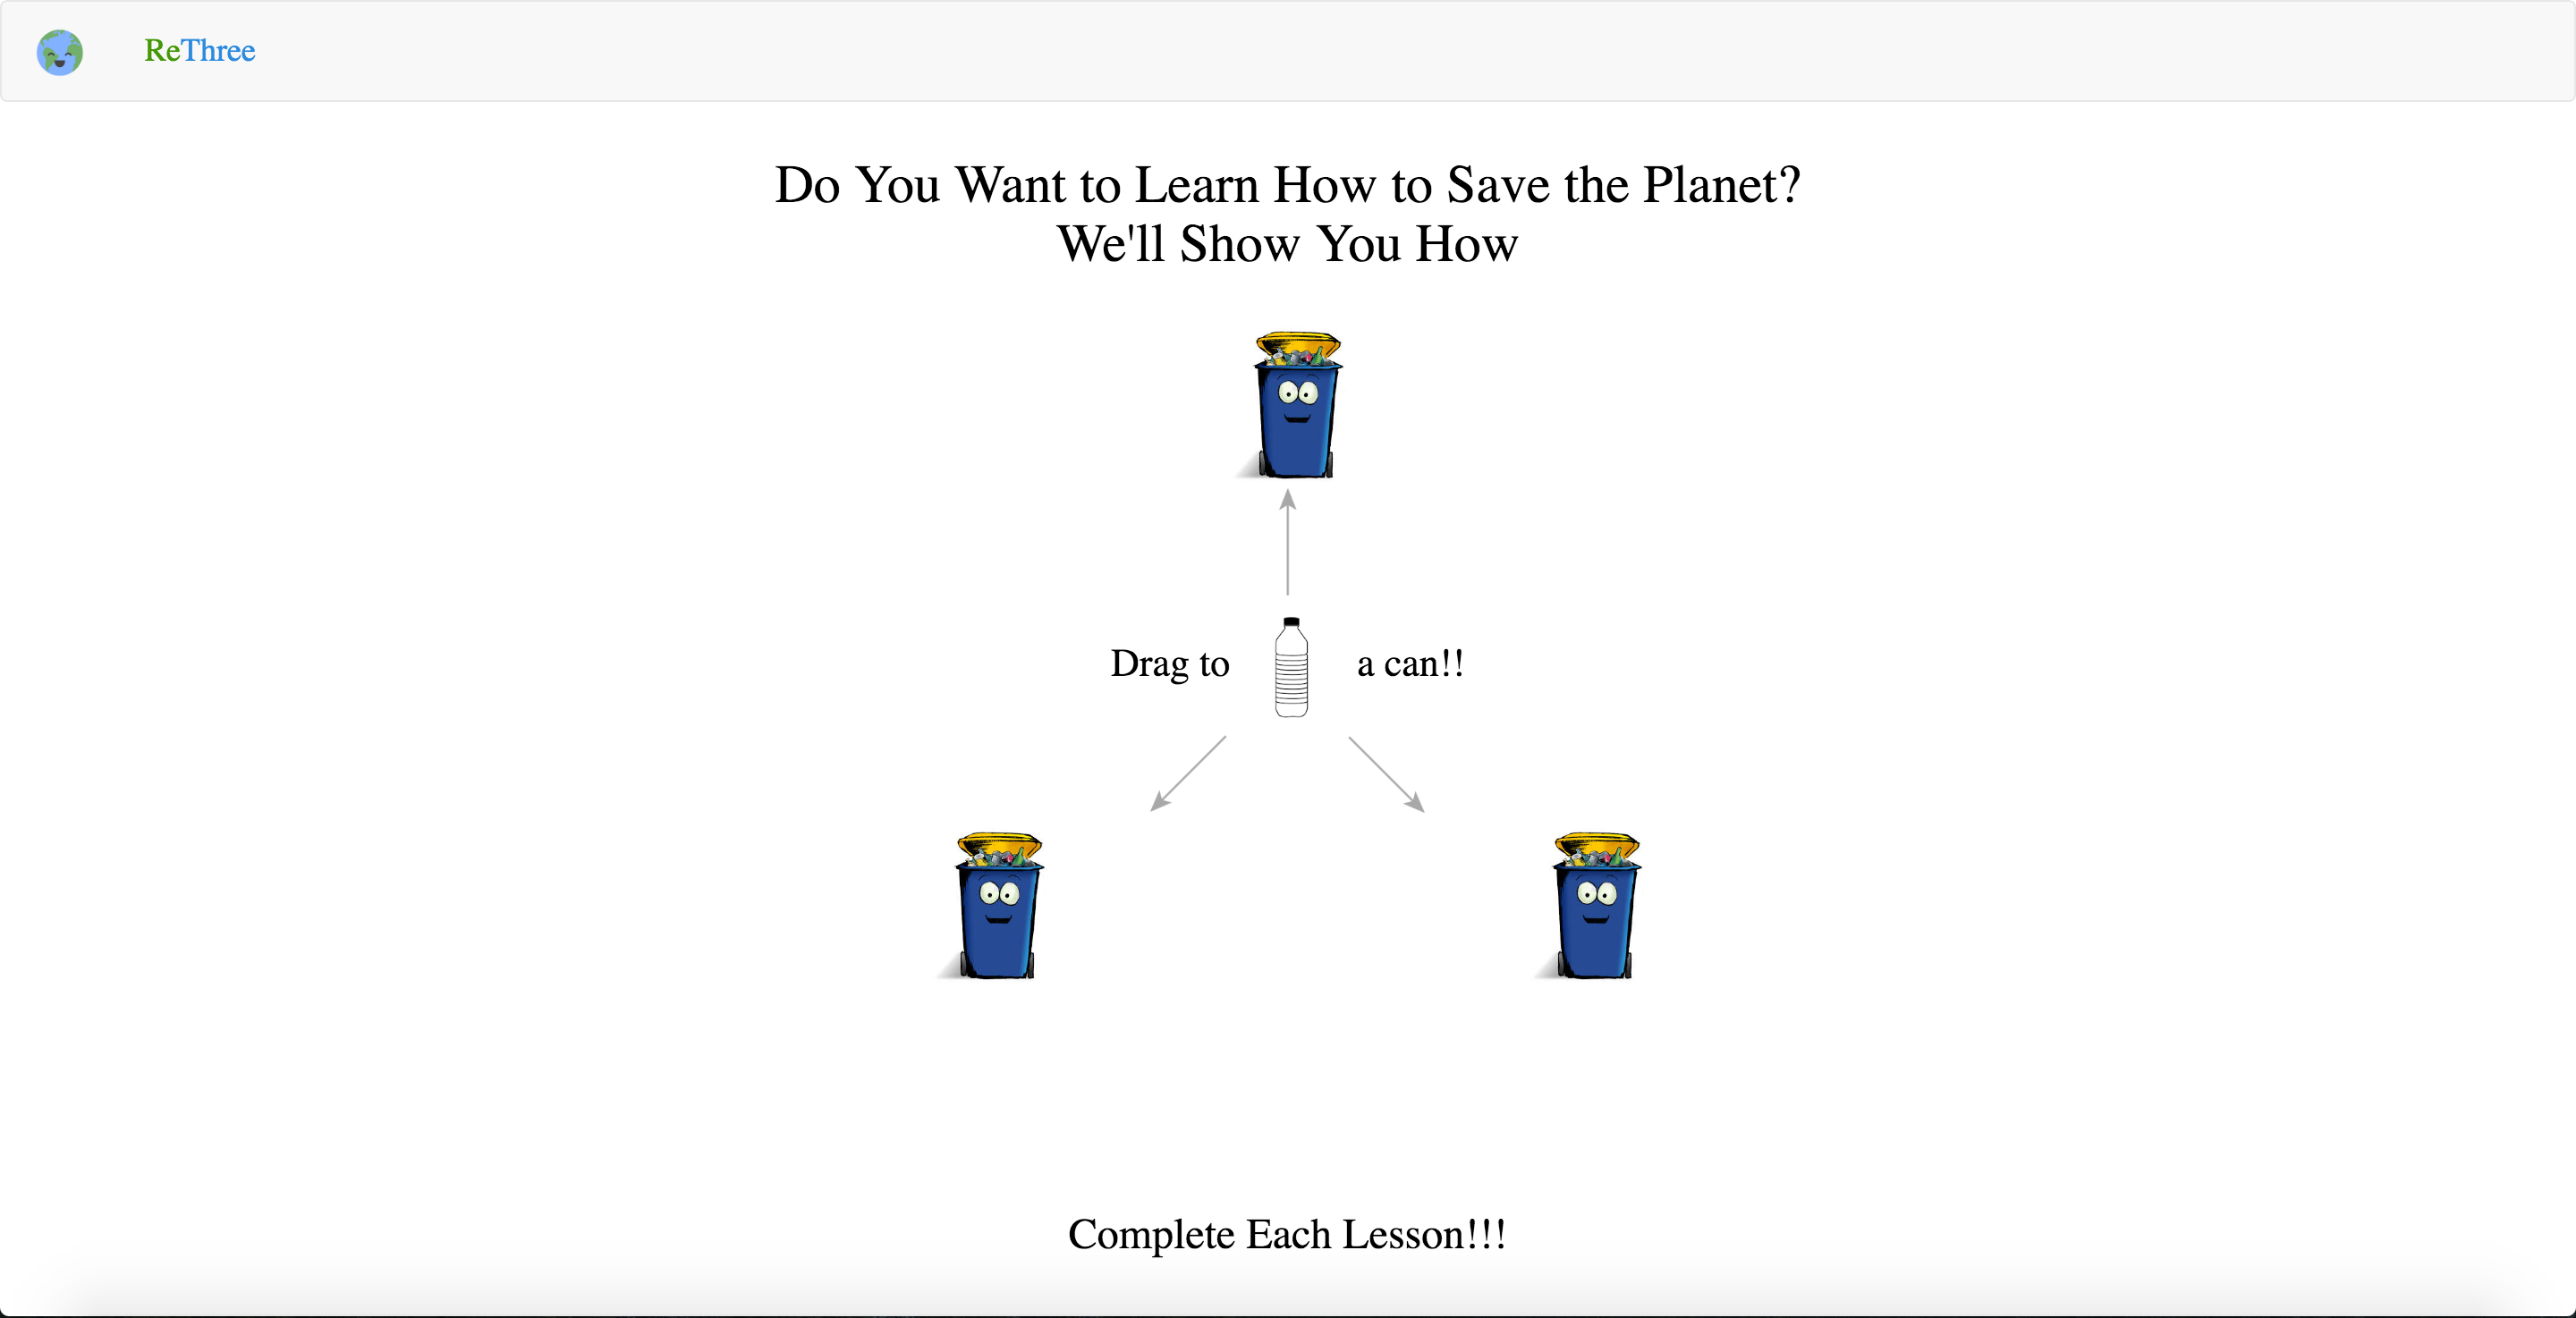 ReThree
Do You Want to Learn How to Save the Planet?
We'll Show You How
Drag to a can!!
Complete Each Lesson!!!